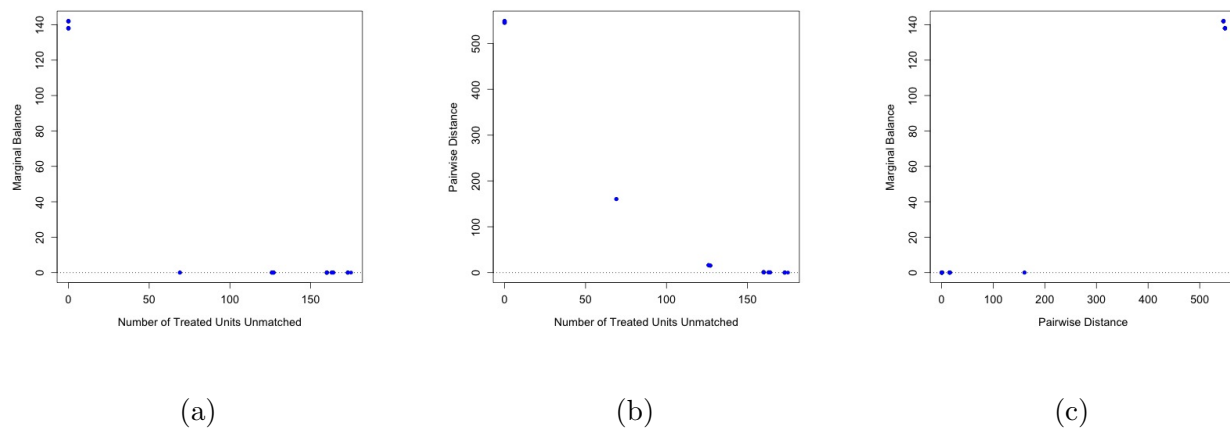 Marginal Balance
140
120
100
80
60
40
20
0
0 50 100 150
Number of Treated Units Unmatched
(a)
Pairwise Distance
500
400
300
200
100
0
0 50 100 150
Number of Treated Units Unmatched
(b)
Marginal Balance
140
120
100
80
60
40
20
0
0 100 200 300 400 500
Pairwise Distance
(c)